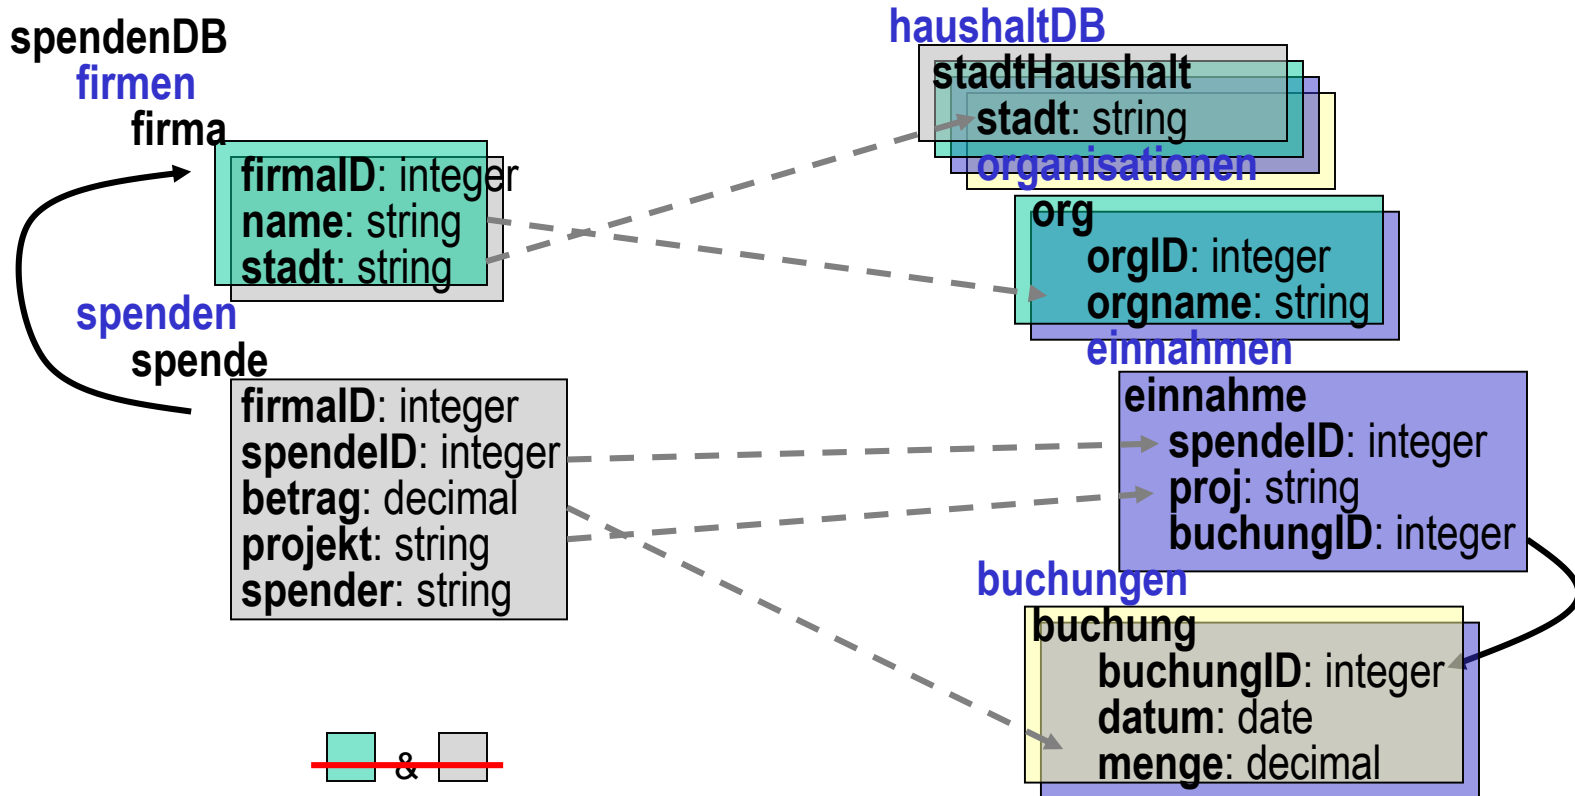 spendenDB
firmen
firma
firmaID: integer
name: string
stadt: string
spenden
spende
firmaID: integer
spendeID: integer
betrag: decimal
projekt: string
spender: string
&
haushaltDB
stadtHaushalt
stadt: string
organisationen
org
orgID: integer
orgname: string
einnahmen
einnahme
spendeID: integer
proj: string
buchungID: integer
buchungen
buchung
buchungID: integer
datum: date
menge: decimal